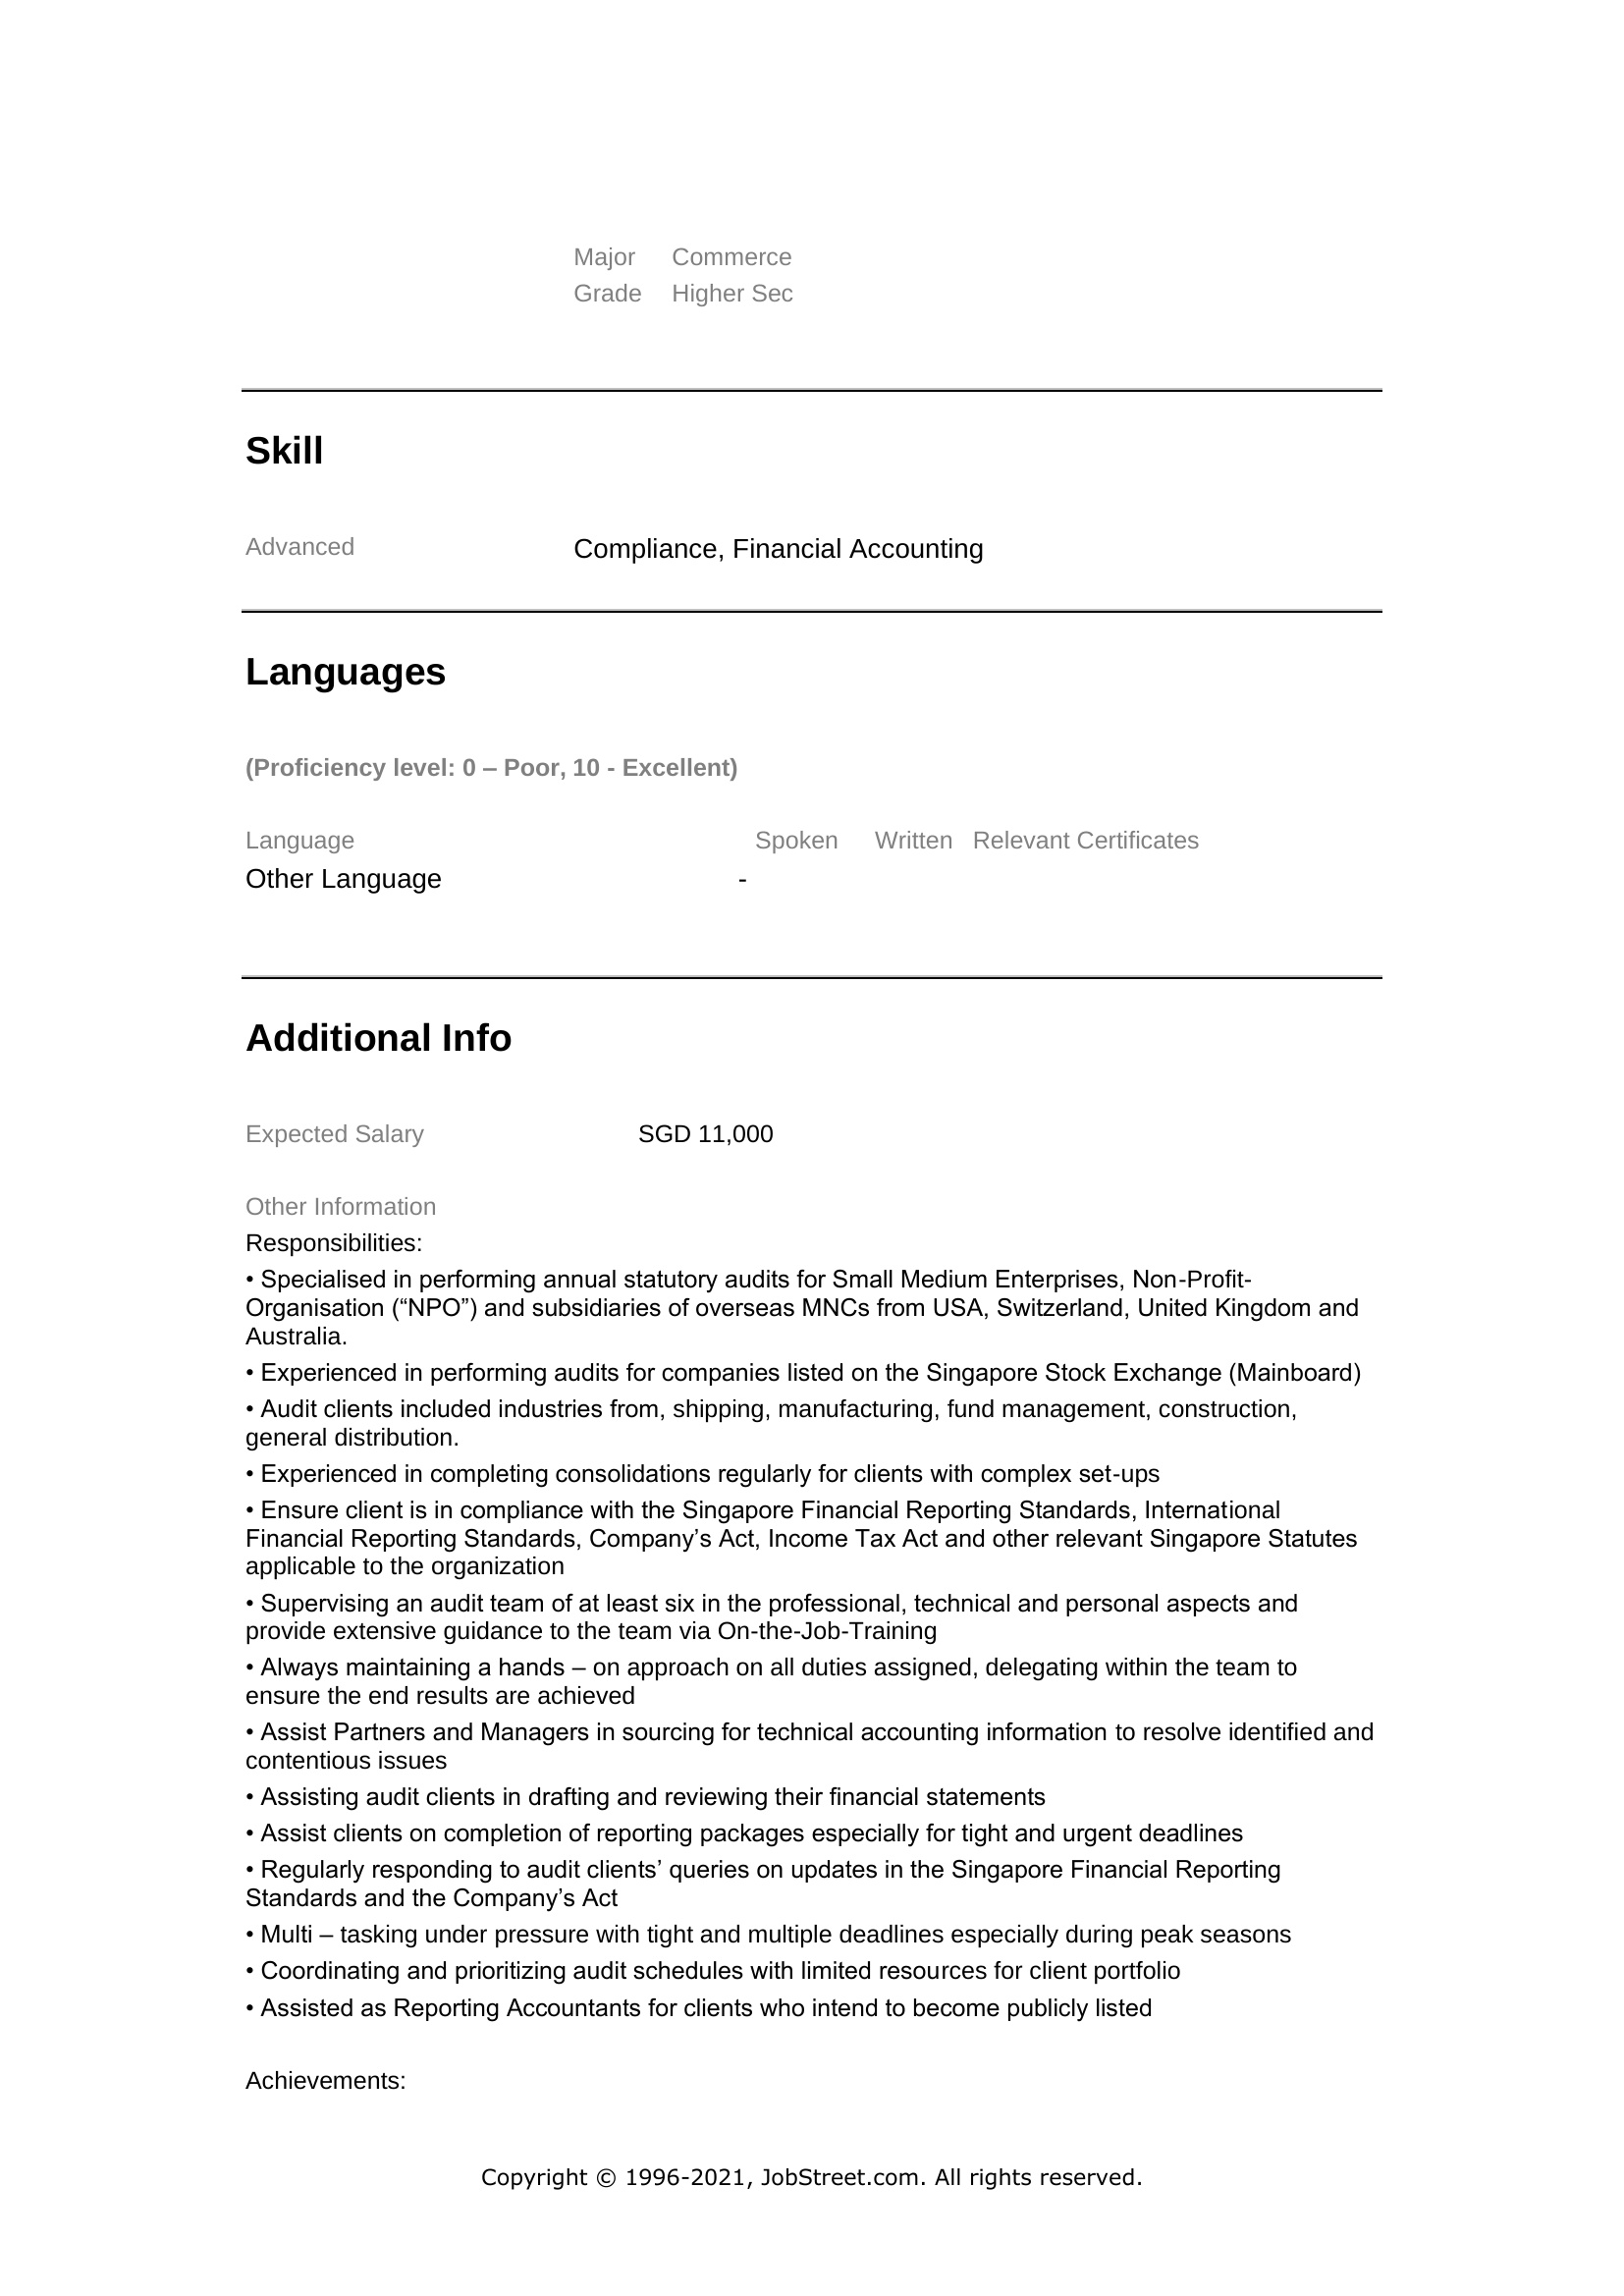 Major Commerce
Grade Higher Sec
Skill
Advanced Compliance, Financial Accounting
Languages
(Proficiency level: 0 – Poor, 10 - Excellent)
Language Spoken Written Relevant Certificates
Other Language -
Additional Info
Expected Salary SGD 11,000
Other Information
Responsibilities:
• Specialised in performing annual statutory audits for Small Medium Enterprises, Non-Profit-
Organisation (“NPO”) and subsidiaries of overseas MNCs from USA, Switzerland, United Kingdom and
Australia.
• Experienced in performing audits for companies listed on the Singapore Stock Exchange (Mainboard)
• Audit clients included industries from, shipping, manufacturing, fund management, construction,
general distribution.
• Experienced in completing consolidations regularly for clients with complex set-ups
• Ensure client is in compliance with the Singapore Financial Reporting Standards, International
Financial Reporting Standards, Company’s Act, Income Tax Act and other relevant Singapore Statutes
applicable to the organization
• Supervising an audit team of at least six in the professional, technical and personal aspects and
provide extensive guidance to the team via On-the-Job-Training
• Always maintaining a hands – on approach on all duties assigned, delegating within the team to
ensure the end results are achieved
• Assist Partners and Managers in sourcing for technical accounting information to resolve identified and
contentious issues
• Assisting audit clients in drafting and reviewing their financial statements
• Assist clients on completion of reporting packages especially for tight and urgent deadlines
• Regularly responding to audit clients’ queries on updates in the Singapore Financial Reporting
Standards and the Company’s Act
• Multi – tasking under pressure with tight and multiple deadlines especially during peak seasons
• Coordinating and prioritizing audit schedules with limited resources for client portfolio
• Assisted as Reporting Accountants for clients who intend to become publicly listed
Achievements:
Copyright © 1996-2021, JobStreet.com. All rights reserved.